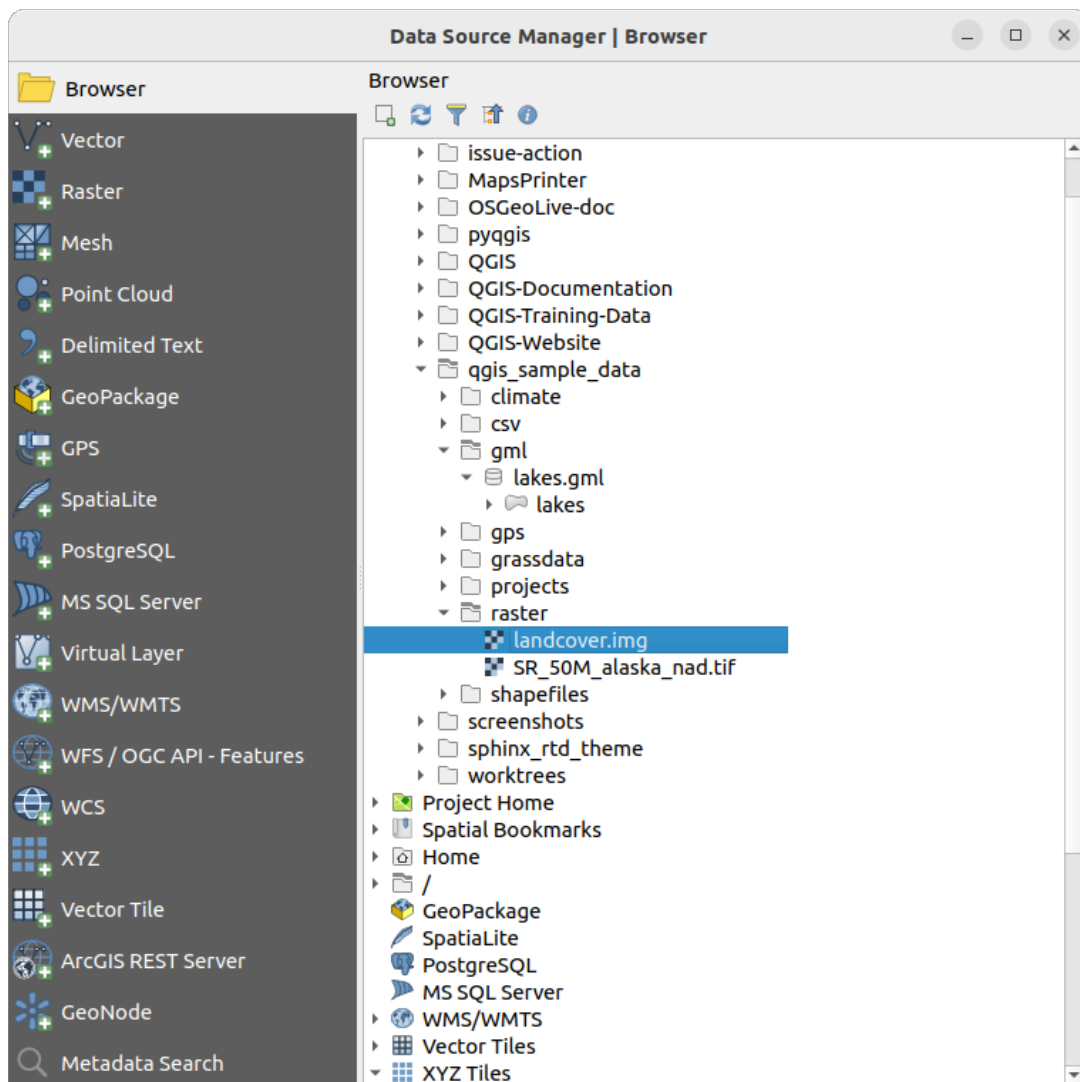 Data Source Manager | Browser
Browser
Vector
Raster
Mesh
Point Cloud
Delimited Text
GeoPackage
GPS
SpatiaLite
PostgreSQL
MS SQL Server
Virtual Layer
WMS/WMTS
WFS / OGC API - Features
WCS
XYZ
Vector Tile
ArcGIS REST Server
GeoNode
Metadata Search
Browser
issue-action
MapsPrinter
OSGeoLive-doc
pyqgis
QGIS
QGIS-Documentation
QGIS-Training-Data
QGIS-Website
qgis_sample_data
climate
csv
gml
lakes.gml
lakes
gps
grassdata
projects
raster
landcover.img
SR_50M_alaska_nad.tif
shapefiles
screenshots
sphinx_rtd_theme
worktrees
Project Home
Spatial Bookmarks
Home
/
GeoPackage
SpatiaLite
PostgreSQL
MS SQL Server
WMS/WMTS
Vector Tiles
XYZ Tiles